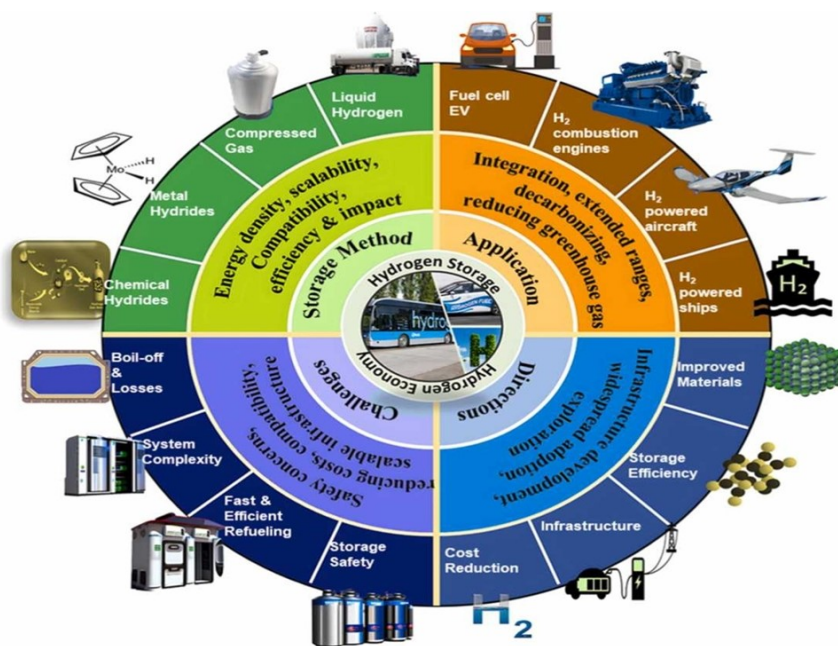 Liquid
Hydrogen
Compressed
Gas
Metal
Hydrides
Chemical
Hydrides
Fuel cell
EV
H₂
combustion
engines
H₂
powered
aircraft
H₂
powered
ships
H₂
Mo
H
H
Energy density, scalability,
Compatibility,
efficiency & impact
Storage Method
Integration, extended ranges,
decarbonizing,
reducing greenhouse gas
Application
Hydrogen Storage
hydro
H
Hydrogen Economy
Challenges
Safety concerns,
reducing costs, compatibility,
scalable infrastructure
Directions
Infrastructure development,
widespread adoption,
exploration
Boil-off
&
Losses
System
Complexity
Fast &
Efficient
Refueling
Storage
Safety
Improved
Materials
Storage
Efficiency
Infrastructure
Cost
Reduction
H₂